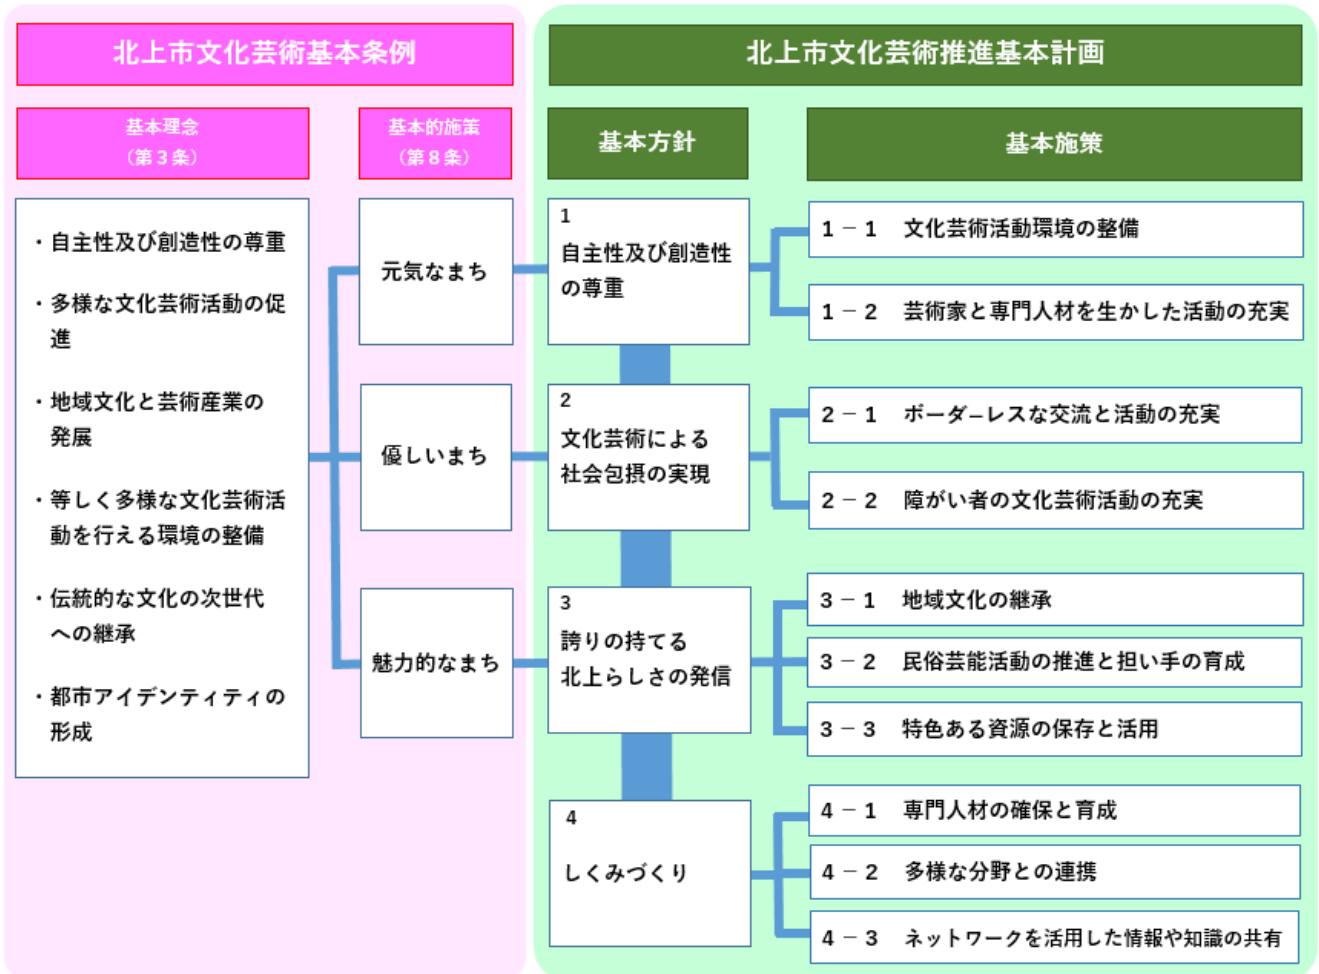 北上市文化芸術基本条例
基本理念
（第３条）
基本的施策
（第８条）
・自主性及び創造性の尊重
・多様な文化芸術活動の促
進
・地域文化と芸術産業の
発展
・等しく多様な文化芸術活
動を行える環境の整備
・伝統的な文化の次世代
への継承
・都市アイデンティティの
形成
元気なまち
優しいまち
魅力的なまち
北上市文化芸術推進基本計画
基本方針
基本施策
1
自主性及び創造性
の尊重
1－1　文化芸術活動環境の整備
1－2　芸術家と専門人材を生かした活動の充実
2
文化芸術による
社会包摂の実現
2－1　ボーダ―レスな交流と活動の充実
2－2　障がい者の文化芸術活動の充実
3
誇りの持てる
北上らしさの発信
3－1　地域文化の継承
3－2　民俗芸能活動の推進と担い手の育成
3－3　特色ある資源の保存と活用
4
しくみづくり
4－1　専門人材の確保と育成
4－2　多様な分野との連携
4－3　ネットワークを活用した情報や知識の共有